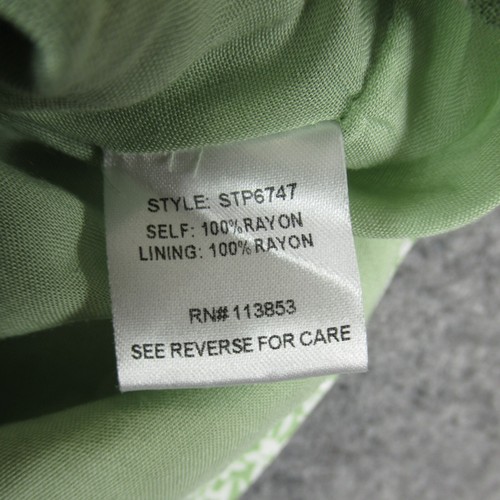 STYLE: STP6747
SELF: 100%RAYON
LINING: 100%RAYON
RN# 113853
SEE REVERSE FOR CARE